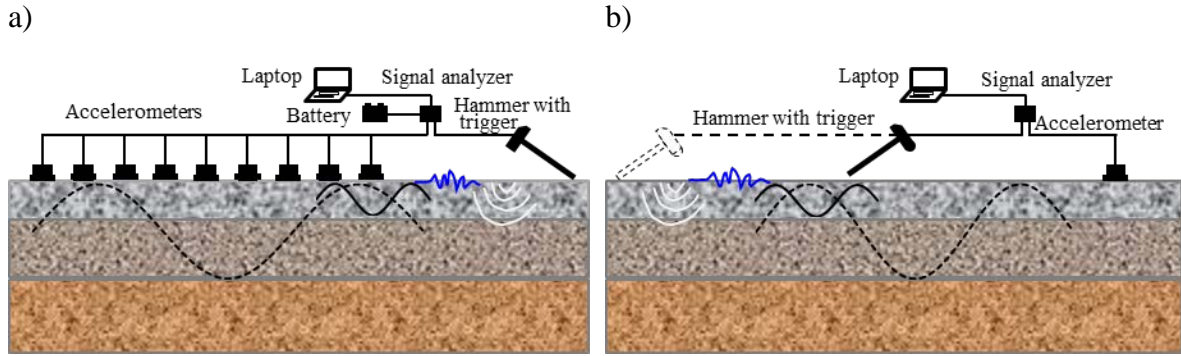 a)
Laptop
Signal analyzer
Accelerometers
Battery
Hammer with
trigger
b)
Laptop
Signal analyzer
Hammer with trigger
Accelerometer